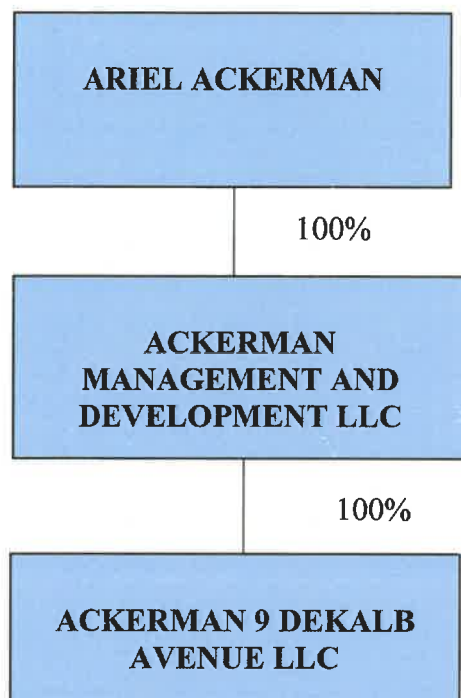 ARIEL ACKERMAN
100%
ACKERMAN
MANAGEMENT AND
DEVELOPMENT LLC
100%
ACKERMAN 9 DEKALB
AVENUE LLC